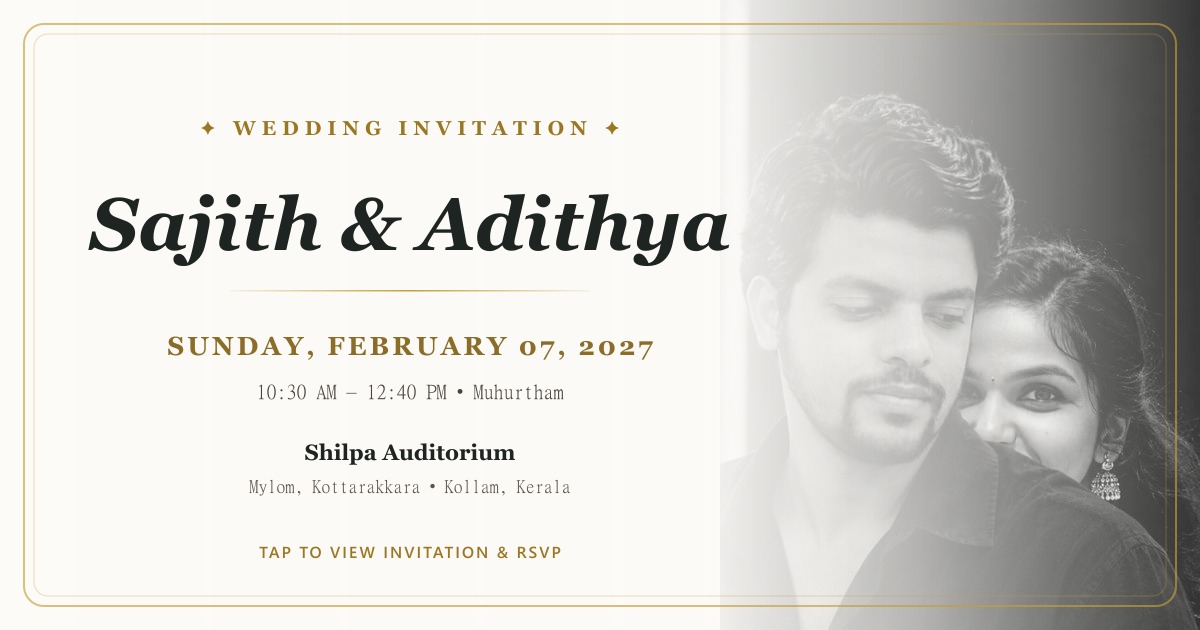 ✦ WEDDING INVITATION ✦
Sajith & Adithya
SUNDAY, FEBRUARY 07, 2027
10:30 AM – 12:40 PM • Muhurtham
Shilpa Auditorium
Mylom, Kottarakkara • Kollam, Kerala
TAP TO VIEW INVITATION & RSVP